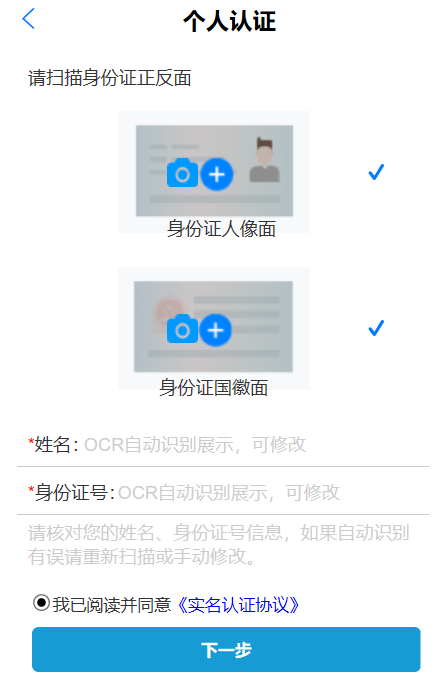 个人认证
请扫描身份证正反面
身份证人像面
身份证国徽面
*姓名：OCR自动识别展示，可修改
*身份证号：OCR自动识别展示，可修改
请核对您的姓名、身份证号信息，如果自动识别
有误请重新扫描或手动修改。
我已阅读并同意《实名认证协议》
下一步